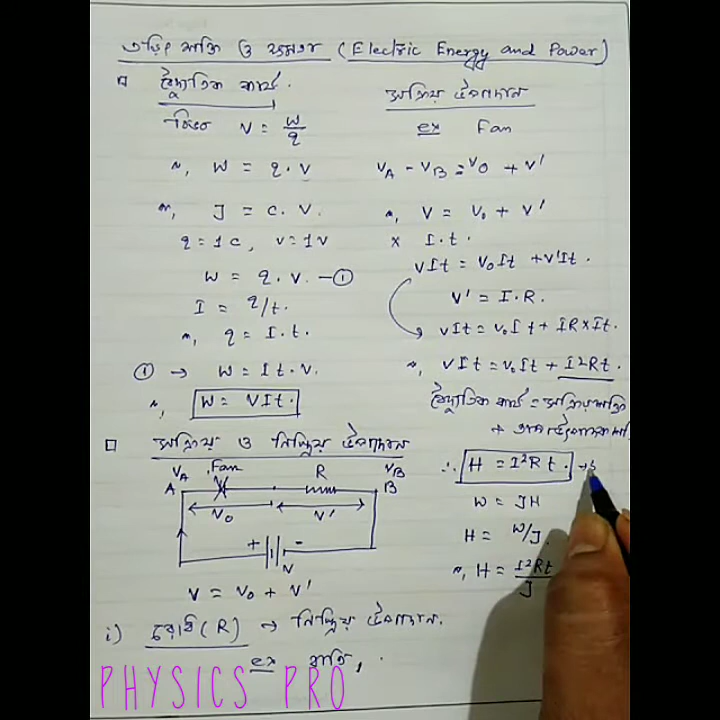 তড়িৎ শক্তি ও ক্ষমতা (Electric Energy and Power)
বৈদ্যুতিক কার্য.
V = W/q
বা, W = q. V
বা, J = C. V.
q = 1C, V = 1V
W = q. V. —①
I = q/t.
বা, q = I. t.
① → W = It. V.
বা, W = VIt.
সক্রিয় ও নিষ্ক্রিয় উপাদান
VA Fan R VB
A B
V0 V'
+ -
V
V = V0 + V'
i) রোধ (R) → নিষ্ক্রিয় উপাদান.
ex বাতি,
সক্রিয় উপাদান
ex Fan
VA - VB = V0 + V'
বা, V = V0 + V'
× I. t.
VIt = V0It + V'It.
V' = I. R.
VIt = V0It + IR×It.
বা, VIt = V0It + I²Rt.
বৈদ্যুতিক কার্য =
+
∴ H = I²Rt. →
W = JH
H = W/J.
বা, H = I²Rt/J
PHYSICS PRO